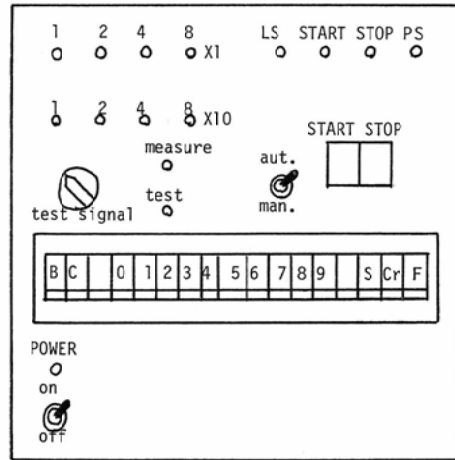 1 2 4 8 X1 LS START STOP PS
1 2 4 8 X10
START STOP
measure
aut.
test
man.
test signal
B C 0 1 2 3 4 5 6 7 8 9 S Cr F
POWER
on
off